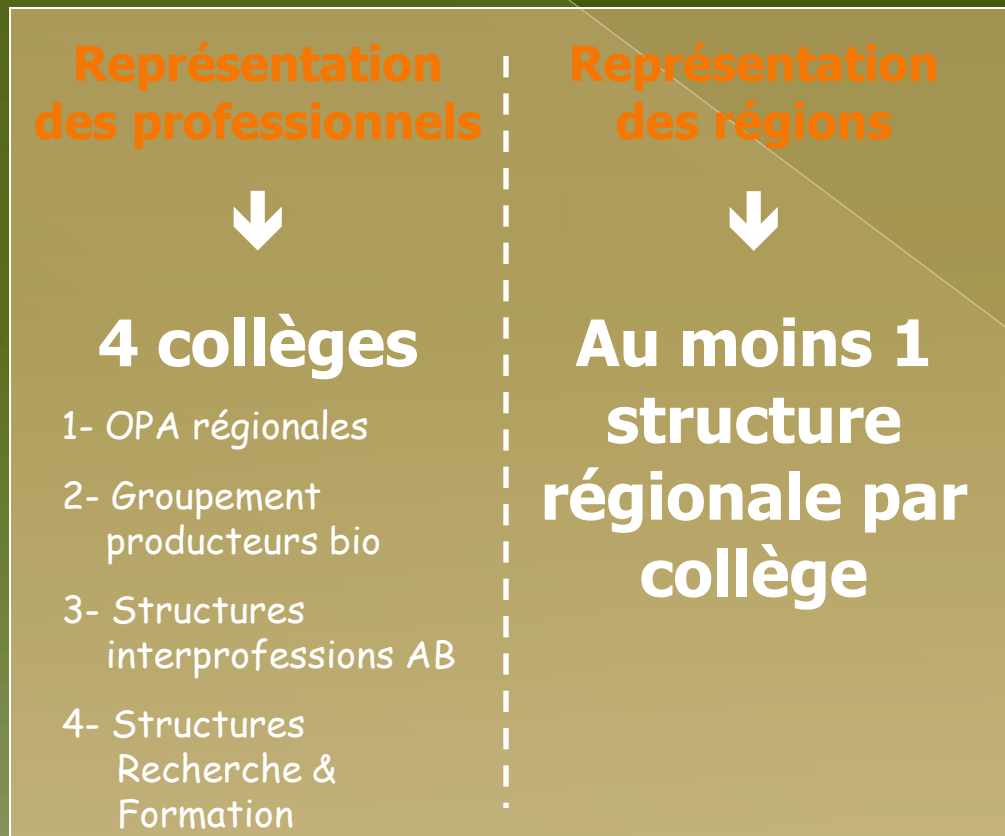 Représentation
des professionnels
🡻
4 collèges
1- OPA régionales
2- Groupement
producteurs bio
3- Structures
interprofessions AB
4- Structures
Recherche &
Formation
Représentation
des régions
🡻
Au moins 1
structure
régionale par
collège